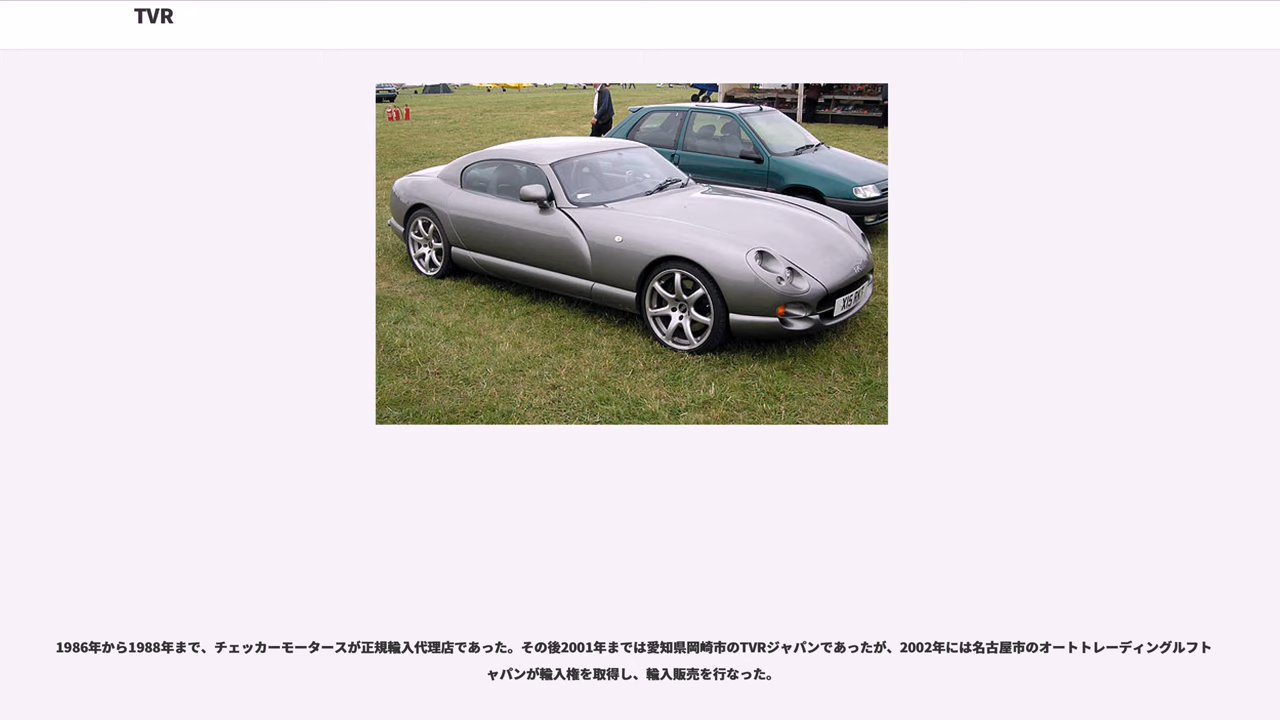 TVR
1986年から1988年まで、チェッカーモータースが正規輸入代理店であった。その後2001年までは愛知県岡崎市のTVRジャパンであったが、2002年には名古屋市のオートトレーディングルフト
ャパンが輸入権を取得し、輸入販売を行なった。